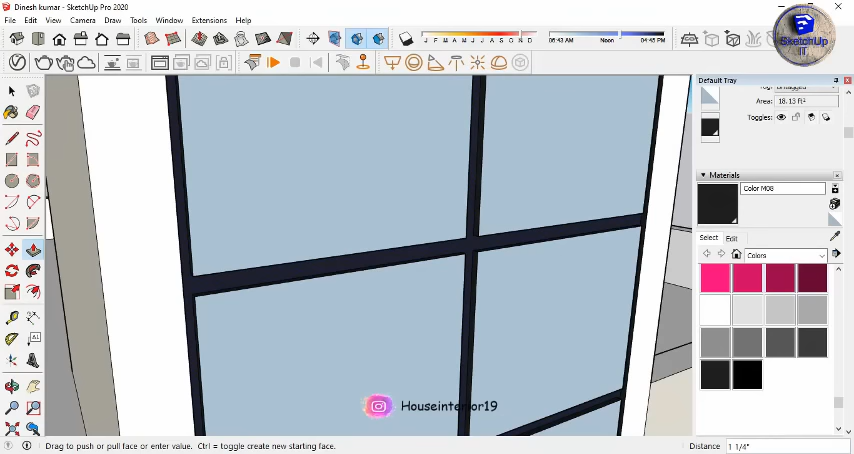 Dinesh kumar - SketchUp Pro 2020
File Edit View Camera Draw Tools Window Extensions Help
J F M A M J J A S O N D
06:43 AM Noon 04:45 PM
SketchUp
IT
Default Tray
Area: 18.13 ft²
Toggles:
Materials
Color M08
Select Edit
Colors
Houseinterior19
Drag to push or pull face or enter value. Ctrl = toggle create new starting face.
Distance 1 1/4"